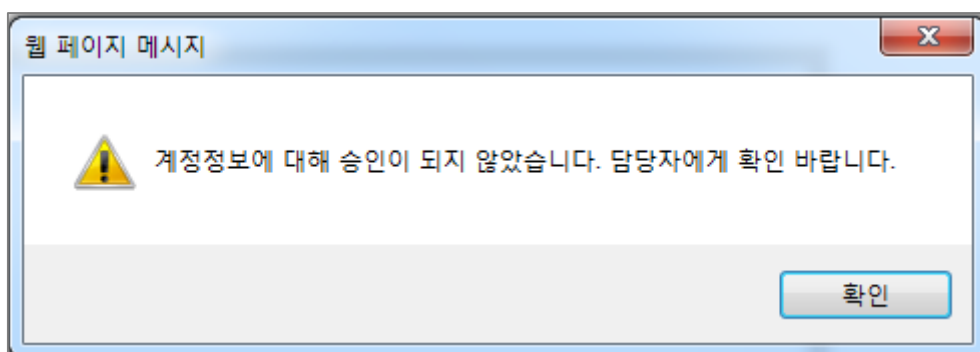 웹 페이지 메시지
계정정보에 대해 승인이 되지 않았습니다. 담당자에게 확인 바랍니다.
확인